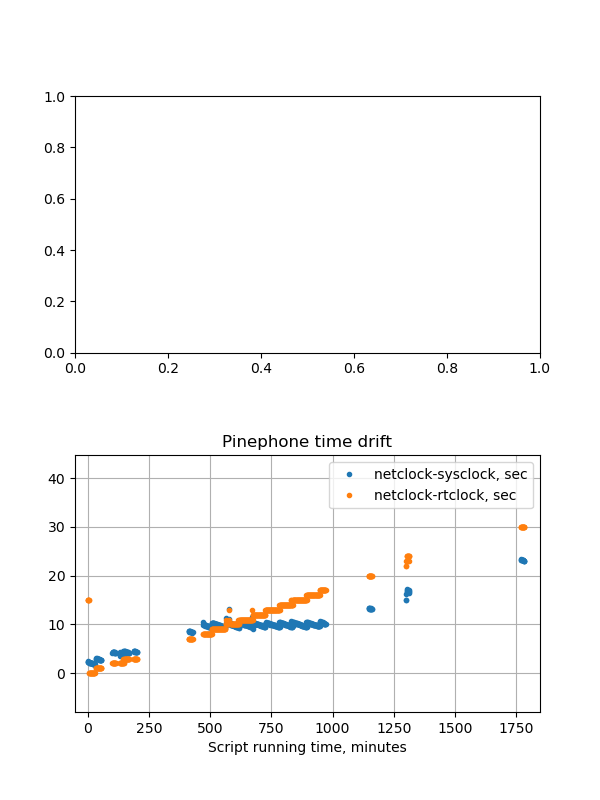 1.0
0.8
0.6
0.4
0.2
0.0
0.0 0.2 0.4 0.6 0.8 1.0
Pinephone time drift
netclock-sysclock, sec
netclock-rtclock, sec
40
30
20
10
0
0 250 500 750 1000 1250 1500 1750
Script running time, minutes